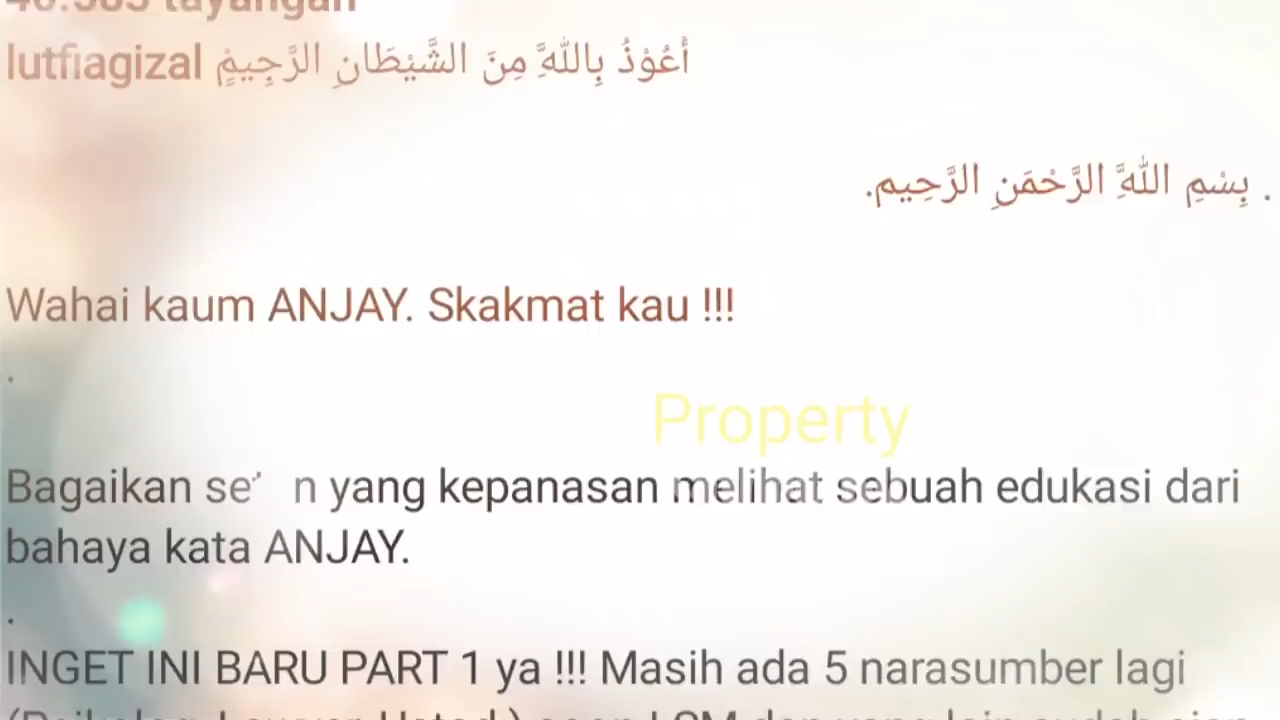 lutfiagizal أَعُوْذُ بِاللَّهِ مِنَ الشَّيْطَانِ الرَّجِيمِْ
. بِسْمِ اللَّهِ الرَّحْمَنِ الرَّحِيم.
Wahai kaum ANJAY. Skakmat kau !!!
.
Property
Bagaikan yang kepanasan melihat sebuah edukasi dari
bahaya kata ANJAY.
.
INGET INI BARU PART 1 ya !!! Masih ada 5 narasumber lagi